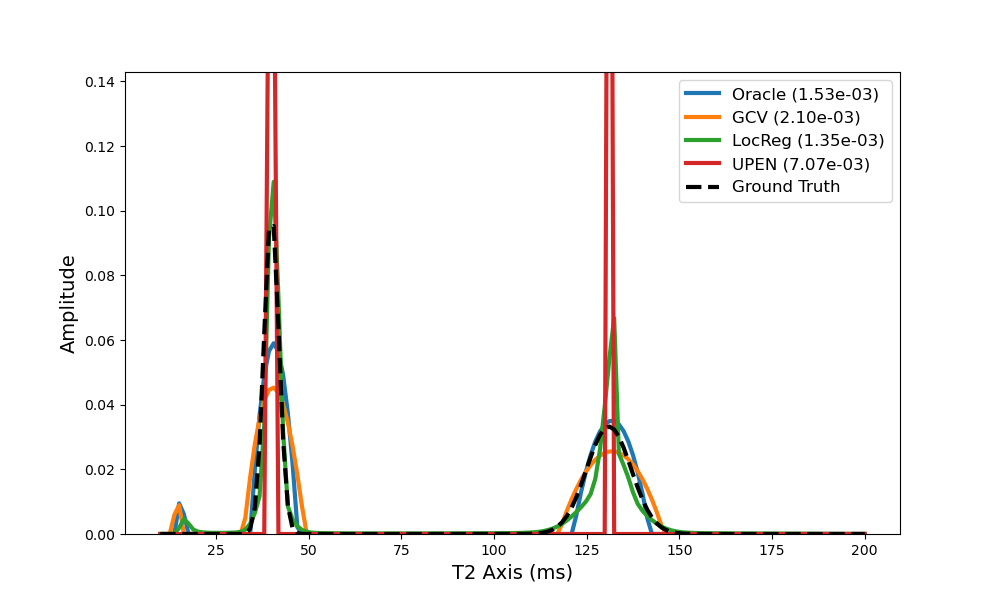 0.14
0.12
0.10
0.08
0.06
0.04
0.02
0.00
Amplitude
25 50 75 100 125 150 175 200
T2 Axis (ms)
Oracle (1.53e-03)
GCV (2.10e-03)
LocReg (1.35e-03)
UPEN (7.07e-03)
Ground Truth